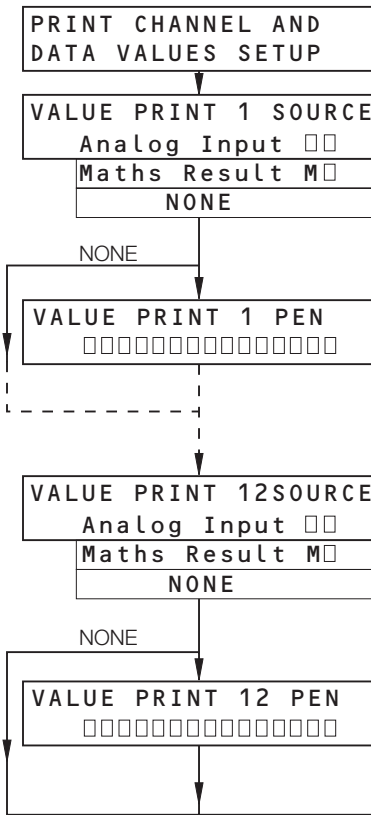 PRINT CHANNEL AND
DATA VALUES SETUP
VALUE PRINT 1 SOURCE
Analog Input □□
Maths Result M□
NONE
NONE
VALUE PRINT 1 PEN
□□□□□□□□□□□□□□□
VALUE PRINT 12SOURCE
Analog Input □□
Maths Result M□
NONE
NONE
VALUE PRINT 12 PEN
□□□□□□□□□□□□□□□